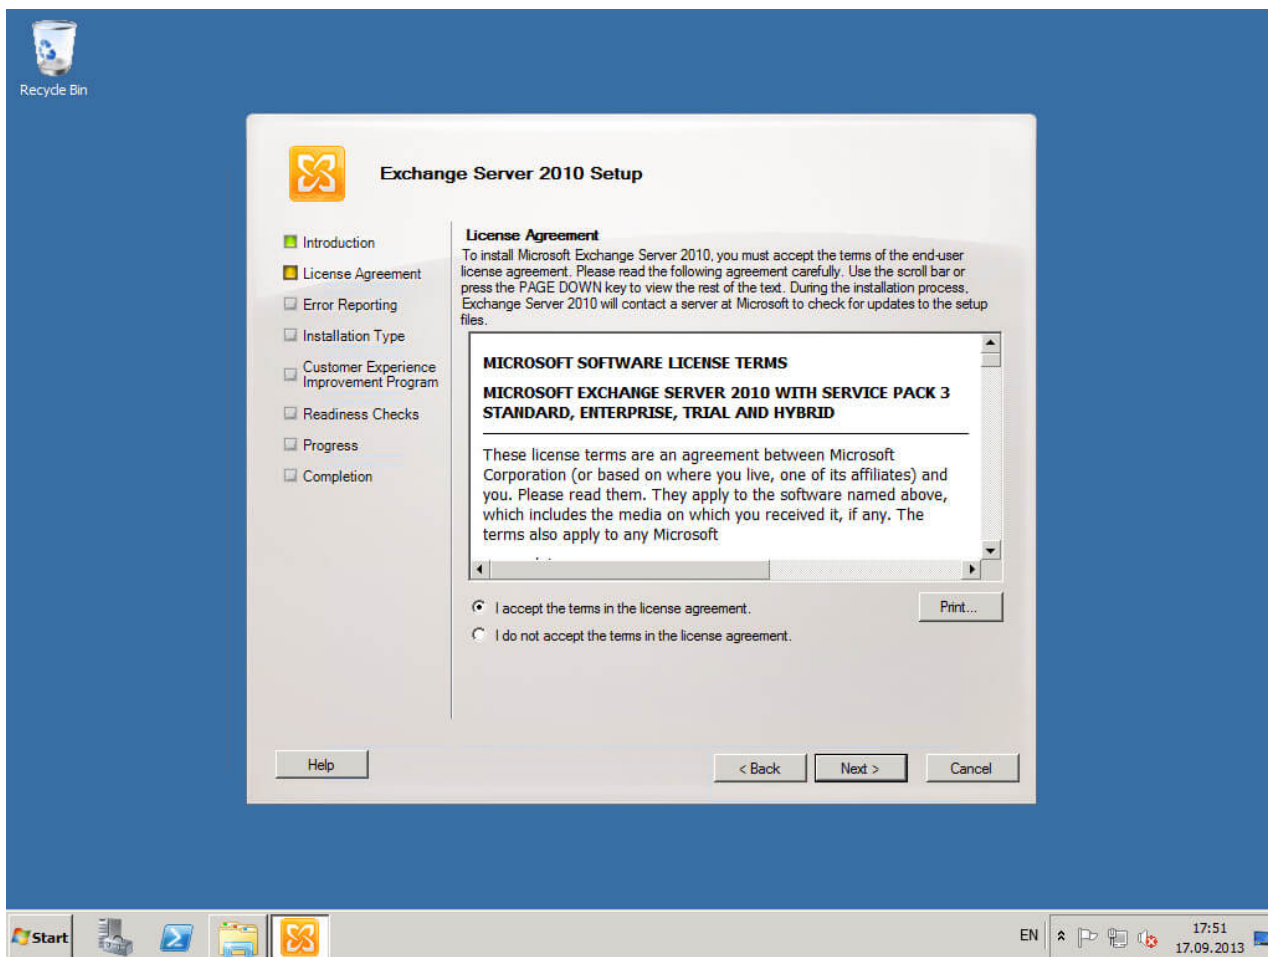 Recycle Bin
Exchange Server 2010 Setup
Introduction
License Agreement
Error Reporting
Installation Type
Customer Experience
Improvement Program
Readiness Checks
Progress
Completion
License Agreement
To install Microsoft Exchange Server 2010, you must accept the terms of the end-user
license agreement. Please read the following agreement carefully. Use the scroll bar or
press the PAGE DOWN key to view the rest of the text. During the installation process,
Exchange Server 2010 will contact a server at Microsoft to check for updates to the setup
files.
MICROSOFT SOFTWARE LICENSE TERMS
MICROSOFT EXCHANGE SERVER 2010 WITH SERVICE PACK 3
STANDARD, ENTERPRISE, TRIAL AND HYBRID
These license terms are an agreement between Microsoft
Corporation (or based on where you live, one of its affiliates) and
you. Please read them. They apply to the software named above,
which includes the media on which you received it, if any. The
terms also apply to any Microsoft
I accept the terms in the license agreement.
Print...
I do not accept the terms in the license agreement.
Help
< Back
Next >
Cancel
Start
EN
17:51
17.09.2013